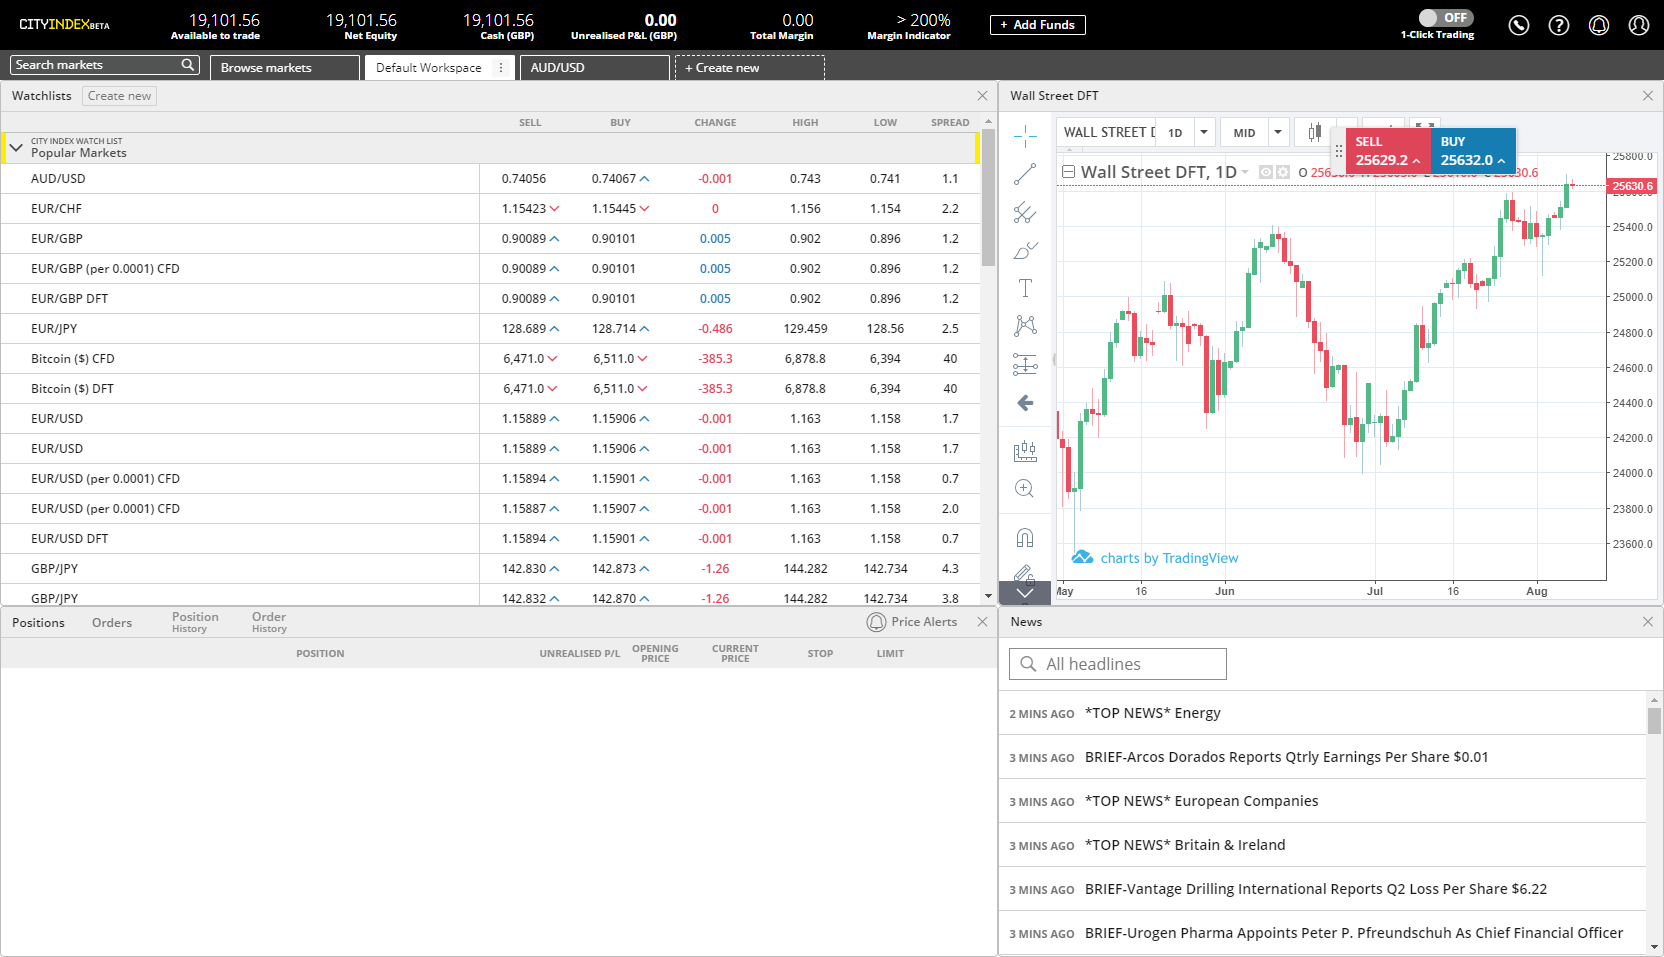 CITYINDEXBETA
19,101.56 19,101.56 19,101.56 0.00 0.00 > 200% + Add Funds OFF
Available to trade Net Equity Cash (GBP) Unrealised P&L (GBP) Total Margin Margin Indicator 1-Click Trading
Search markets Browse markets Default Workspace AUD/USD + Create new
Watchlists Create new
SELL BUY CHANGE HIGH LOW SPREAD
CITY INDEX WATCH LIST
Popular Markets
AUD/USD 0.74056 0.74067 -0.001 0.743 0.741 1.1
EUR/CHF 1.15423 1.15445 0 1.156 1.154 2.2
EUR/GBP 0.90089 0.90101 0.005 0.902 0.896 1.2
EUR/GBP (per 0.0001) CFD 0.90089 0.90101 0.005 0.902 0.896 1.2
EUR/GBP DFT 0.90089 0.90101 0.005 0.902 0.896 1.2
EUR/JPY 128.689 128.714 -0.486 129.459 128.56 2.5
Bitcoin ($) CFD 6,471.0 6,511.0 -385.3 6,878.8 6,394 40
Bitcoin ($) DFT 6,471.0 6,511.0 -385.3 6,878.8 6,394 40
EUR/USD 1.15889 1.15906 -0.001 1.163 1.158 1.7
EUR/USD 1.15889 1.15906 -0.001 1.163 1.158 1.7
EUR/USD (per 0.0001) CFD 1.15894 1.15901 -0.001 1.163 1.158 0.7
EUR/USD (per 0.0001) CFD 1.15887 1.15907 -0.001 1.163 1.158 2.0
EUR/USD DFT 1.15894 1.15901 -0.001 1.163 1.158 0.7
GBP/JPY 142.830 142.873 -1.26 144.282 142.734 4.3
GBP/JPY 142.832 142.870 -1.26 144.282 142.734 3.8
Wall Street DFT
WALL STREET D 1D MID
SELL BUY
25629.2 25632.0
Wall Street DFT, 1D O
25800.0
25630.6
25400.0
25200.0
25000.0
24800.0
24600.0
24400.0
24200.0
24000.0
23800.0
23600.0
charts by TradingView
May 16 Jun Jul 16 Aug
Positions Orders Position History Order History Price Alerts
POSITION UNREALISED P/L OPENING PRICE CURRENT PRICE STOP LIMIT
News
All headlines
2 MINS AGO *TOP NEWS* Energy
3 MINS AGO BRIEF-Arcos Dorados Reports Qtrly Earnings Per Share $0.01
3 MINS AGO *TOP NEWS* European Companies
3 MINS AGO *TOP NEWS* Britain & Ireland
3 MINS AGO BRIEF-Vantage Drilling International Reports Q2 Loss Per Share $6.22
3 MINS AGO BRIEF-Urogen Pharma Appoints Peter P. Pfreundschuh As Chief Financial Officer